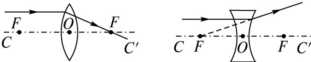 F O F
C C′
C F O F C′